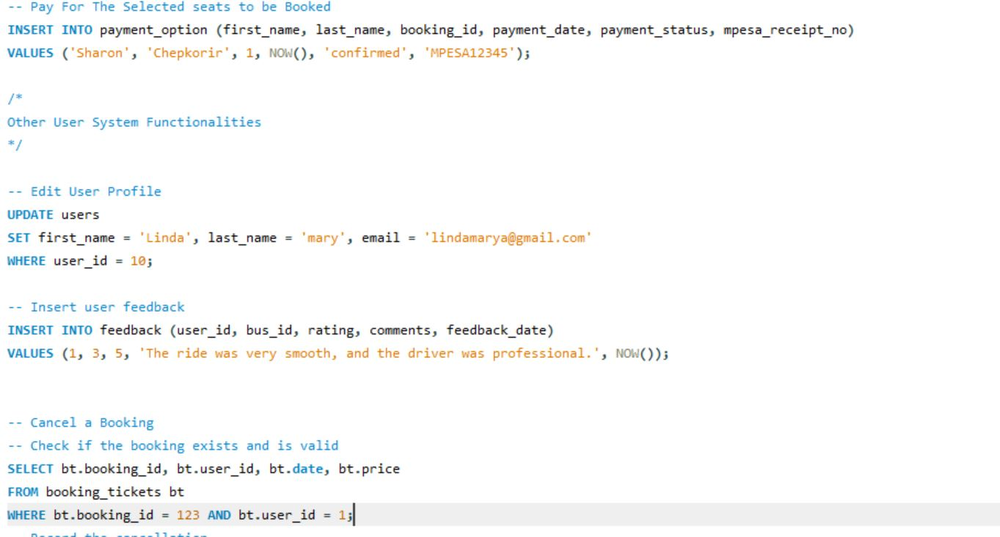 -- Pay For The Selected seats to be Booked
INSERT INTO payment_option (first_name, last_name, booking_id, payment_date, payment_status, mpesa_receipt_no)
VALUES ('Sharon', 'Chepkorir', 1, NOW(), 'confirmed', 'MPESA12345');
/*
Other User System Functionalities
*/
-- Edit User Profile
UPDATE users
SET first_name = 'Linda', last_name = 'mary', email = 'lindamarya@gmail.com'
WHERE user_id = 10;
-- Insert user feedback
INSERT INTO feedback (user_id, bus_id, rating, comments, feedback_date)
VALUES (1, 3, 5, 'The ride was very smooth, and the driver was professional.', NOW());
-- Cancel a Booking
-- Check if the booking exists and is valid
SELECT bt.booking_id, bt.user_id, bt.date, bt.price
FROM booking_tickets bt
WHERE bt.booking_id = 123 AND bt.user_id = 1;
-- Record the cancellation